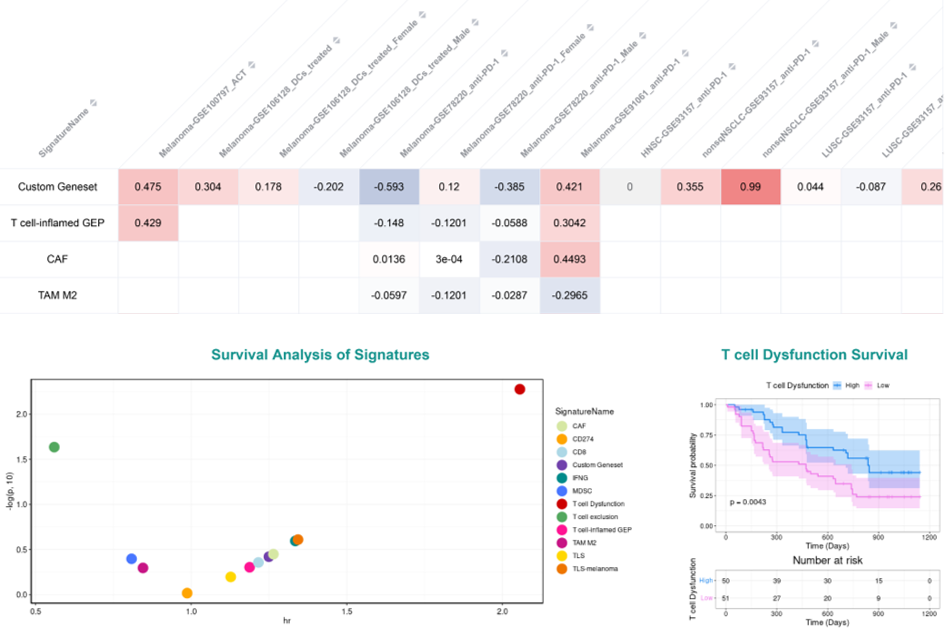 SignatureName
Melanoma-GSE100797_ACT
Melanoma-GSE106128_DCs_treated
Melanoma-GSE106128_DCs_treated_Female
Melanoma-GSE106128_DCs_treated_Male
Melanoma-GSE78220_anti-PD-1
Melanoma-GSE78220_anti-PD-1_Female
Melanoma-GSE78220_anti-PD-1_Male
Melanoma-GSE91061_anti-PD-1
HNSC-GSE93157_anti-PD-1
nonsqNSCLC-GSE93157_anti-PD-1
nonsqNSCLC-GSE93157_anti-PD-1_Male
LUSC-GSE93157_anti-PD-1
LUSC-GSE93157_a
Custom Geneset 0.475 0.304 0.178 -0.202 -0.593 0.12 -0.385 0.421 0 0.355 0.99 0.044 -0.087 0.26
T cell-inflamed GEP 0.429 -0.148 -0.1201 -0.0588 0.3042
CAF 0.0136 3e-04 -0.2108 0.4493
TAM M2 -0.0597 -0.1201 -0.0287 -0.2965
Survival Analysis of Signatures
-log(p, 10)
2.0
1.5
1.0
0.5
0.0
0.5 1.0 1.5 2.0
hr
SignatureName
CAF
CD274
CD8
Custom Geneset
IFNG
MDSC
T cell Dysfunction
T cell exclusion
T cell-inflamed GEP
TAM M2
TLS
TLS-melanoma
T cell Dysfunction Survival
T cell Dysfunction High Low
Survival probability
1.00
0.75
0.50
0.25
0.00
p = 0.0043
0 300 600 900 1200
Time (Days)
Number at risk
T cell Dysfunction
High 50 39 30 15 0
Low 51 27 20 9 0
0 300 600 900 1200
Time (Days)